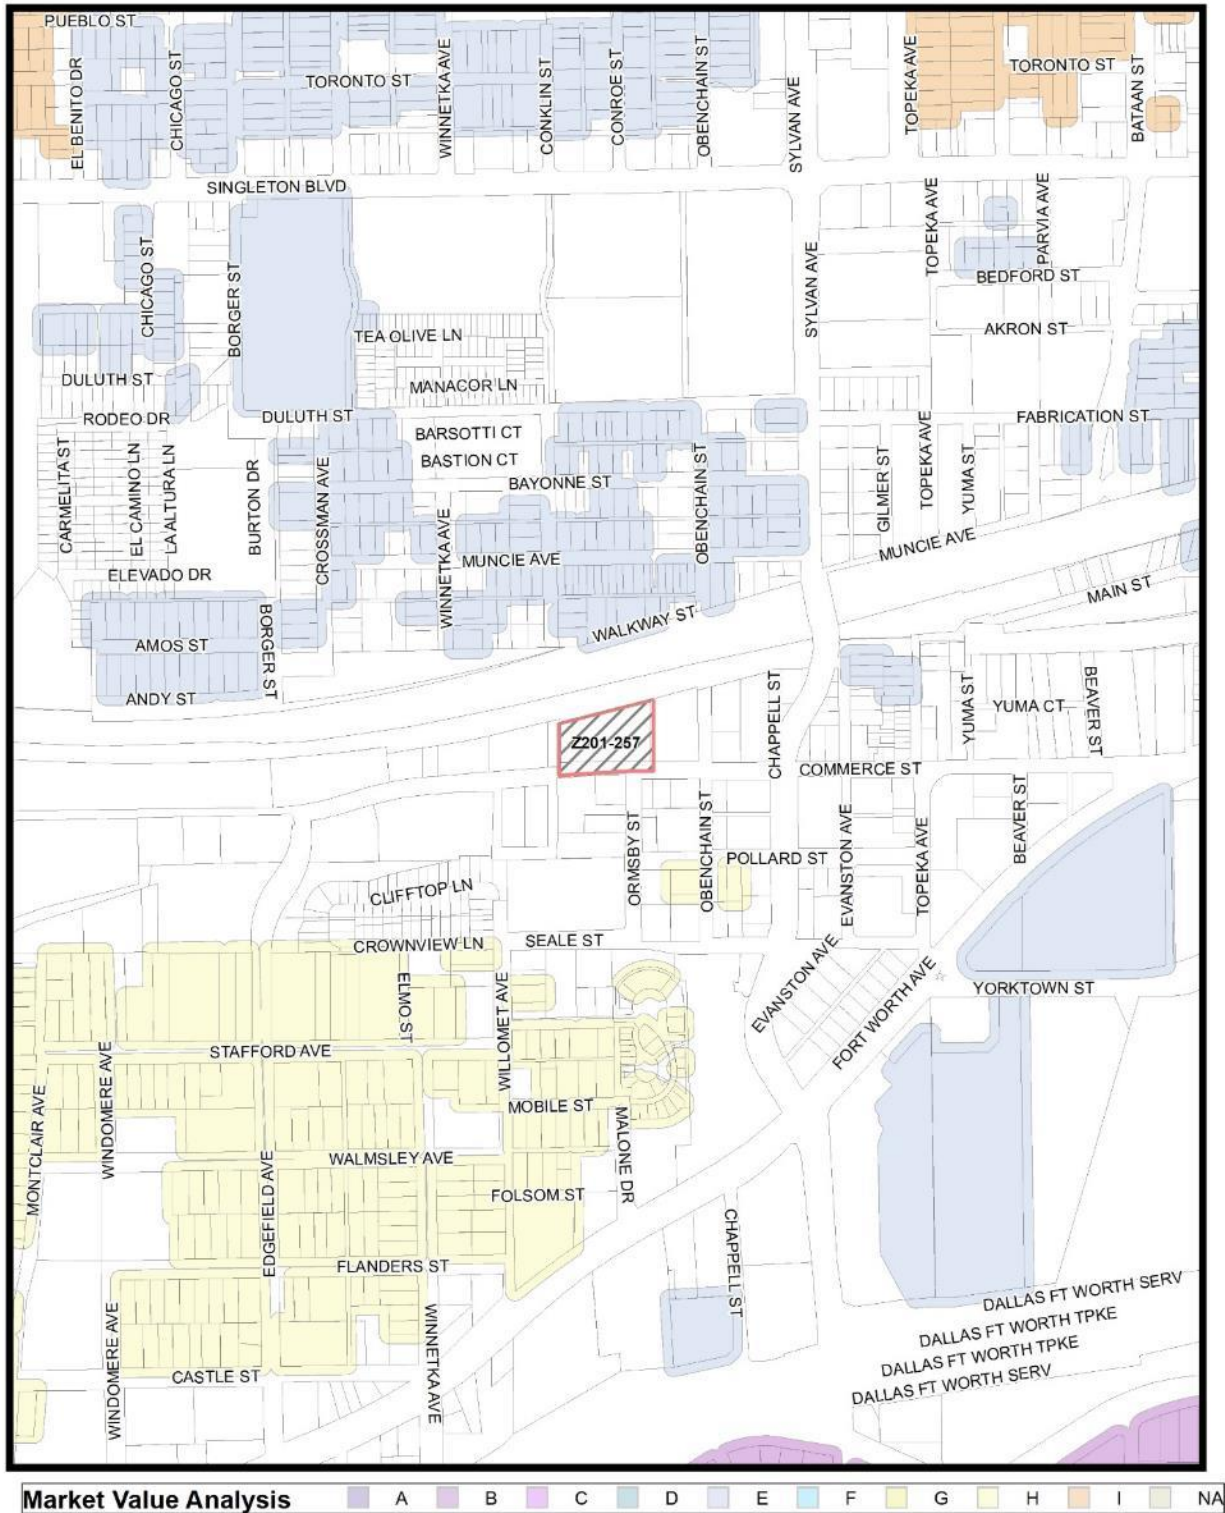 PUEBLO ST
EL BENITO DR
CHICAGO ST
TORONTO ST
WINNETKA AVE
CONKLIN ST
CONROE ST
OBENCHAIN ST
SYLVAN AVE
TOPEKA AVE
TORONTO ST
BATAAN ST
SINGLETON BLVD
CHICAGO ST
BORGER ST
SYLVAN AVE
TOPEKA AVE
PARVIA AVE
BEDFORD ST
TEA OLIVE LN
AKRON ST
DULUTH ST
MANACOR LN
RODEO DR
DULUTH ST
FABRICATION ST
BARSOTTI CT
CARMELITA ST
EL CAMINO LN
LA ALTURA LN
BURTON DR
CROSSMAN AVE
BASTION CT
BAYONNE ST
OBENCHAIN ST
GILMER ST
TOPEKA AVE
YUMA ST
WINNETKA AVE
MUNCIE AVE
MUNCIE AVE
ELEVADO DR
MAIN ST
AMOS ST
BORGER ST
WALKWAY ST
ANDY ST
CHAPPELL ST
YUMA ST
YUMA CT
BEAVER ST
Z201-257
COMMERCE ST
ORMSBY ST
OBENCHAIN ST
EVANSTON AVE
TOPEKA AVE
BEAVER ST
POLLARD ST
CLIFFTOP LN
CROWNVIEW LN
SEALE ST
ELMO ST
WILLOMET AVE
EVANSTON AVE
FORT WORTH AVE
YORKTOWN ST
STAFFORD AVE
MONTCLAIR AVE
WINDOMERE AVE
MOBILE ST
MALONE DR
WALMSLEY AVE
EDGEFIELD AVE
FOLSOM ST
CHAPPELL ST
FLANDERS ST
DALLAS FT WORTH SERV
DALLAS FT WORTH TPKE
DALLAS FT WORTH TPKE
DALLAS FT WORTH SERV
WINDOMERE AVE
CASTLE ST
WINNETKA AVE
Market Value Analysis A B C D E F G H I NA